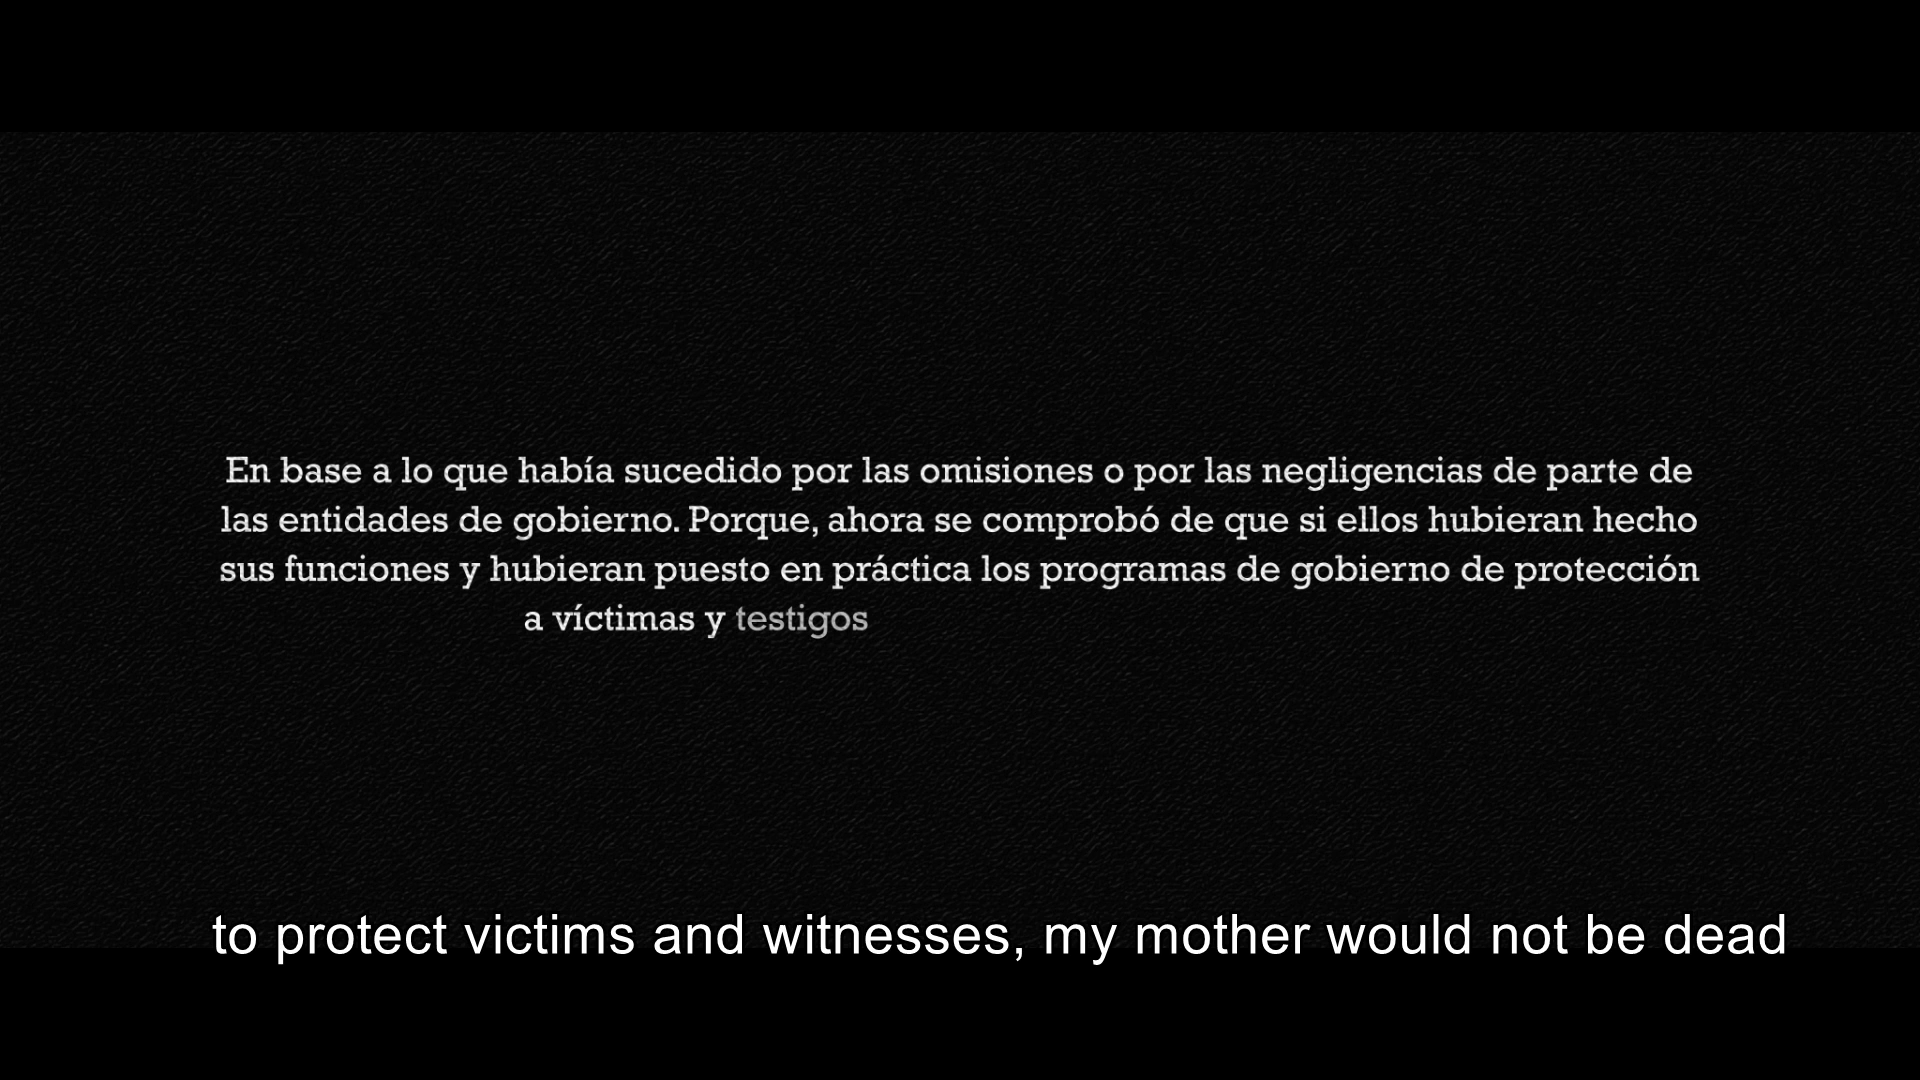 En base a lo que había sucedido por las omisiones o por las negligencias de parte de
las entidades de gobierno. Porque, ahora se comprobó de que si ellos hubieran hecho
sus funciones y hubieran puesto en práctica los programas de gobierno de protección
a víctimas y testigos
to protect victims and witnesses, my mother would not be dead